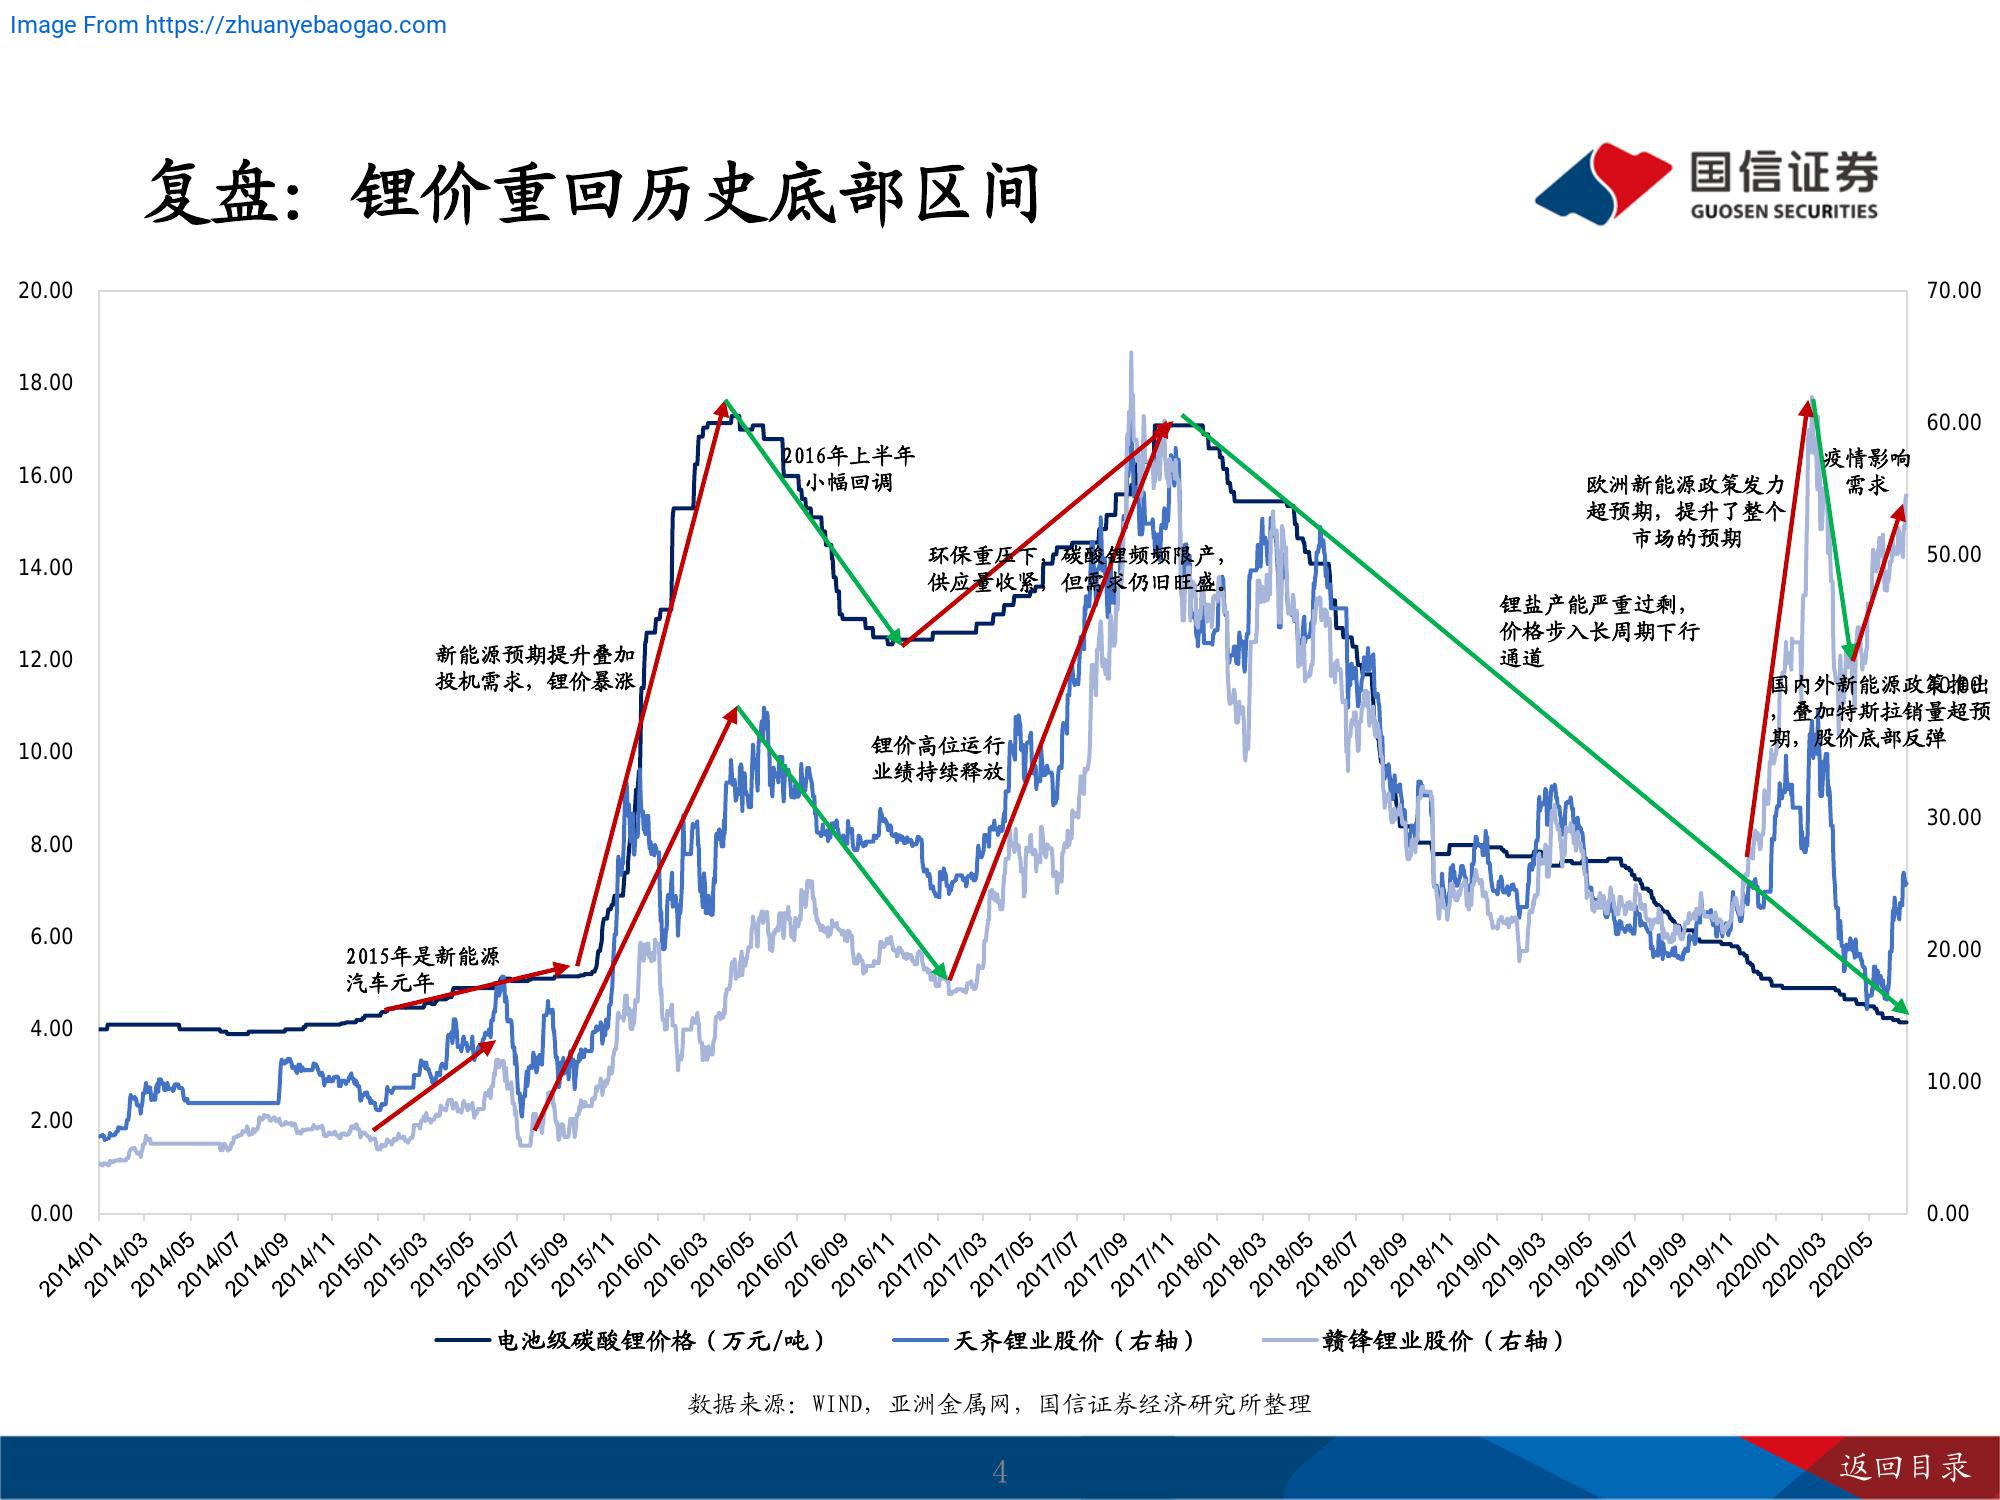 Image From https://zhuanyebaogao.com
复盘：锂价重回历史底部区间
国信证券
GUOSEN SECURITIES
20.00
18.00
16.00
14.00
12.00
10.00
8.00
6.00
4.00
2.00
0.00
70.00
60.00
50.00
40.00
30.00
20.00
10.00
0.00
2016年上半年
小幅回调
疫情影响
需求
欧洲新能源政策发力
超预期，提升了整个
市场的预期
环保重压下，碳酸锂频频限产，
供应量收紧，但需求仍旧旺盛。
锂盐产能严重过剩，
价格步入长周期下行
通道
新能源预期提升叠加
投机需求，锂价暴涨
国内外新能源政策推出
，叠加特斯拉销量超预
期，股价底部反弹
锂价高位运行
业绩持续释放
2015年是新能源
汽车元年
2014/01
2014/03
2014/05
2014/07
2014/09
2014/11
2015/01
2015/03
2015/05
2015/07
2015/09
2015/11
2016/01
2016/03
2016/05
2016/07
2016/09
2016/11
2017/01
2017/03
2017/05
2017/07
2017/09
2017/11
2018/01
2018/03
2018/05
2018/07
2018/09
2018/11
2019/01
2019/03
2019/05
2019/07
2019/09
2019/11
2020/01
2020/03
2020/05
电池级碳酸锂价格（万元/吨）
天齐锂业股价（右轴）
赣锋锂业股价（右轴）
数据来源：WIND，亚洲金属网，国信证券经济研究所整理
4
返回目录